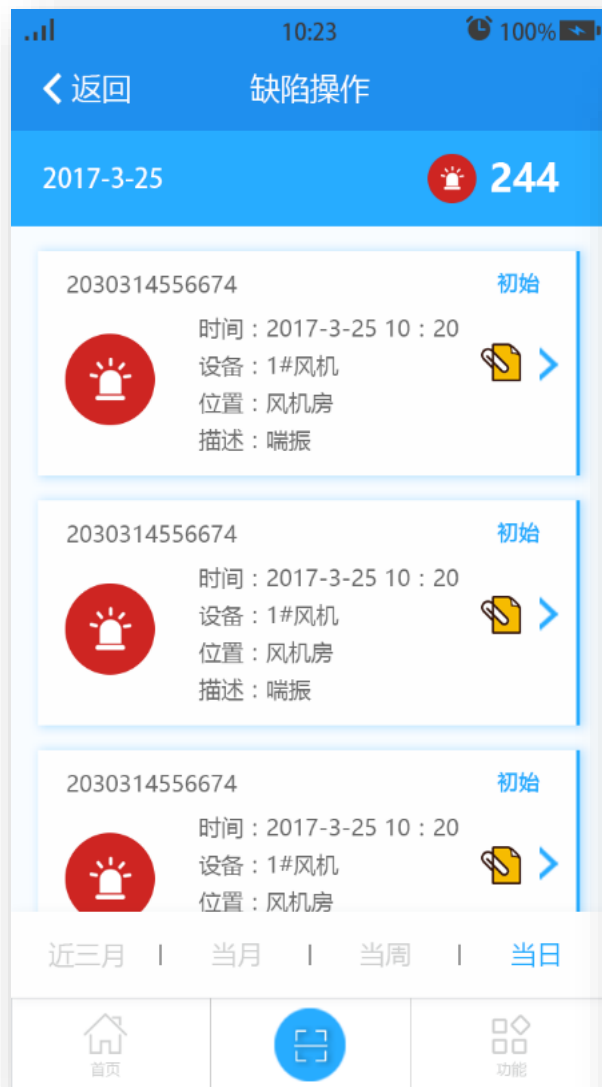 10:23 100%
返回 缺陷操作
2017-3-25 244
2030314556674 初始
时间：2017-3-25 10：20
设备：1#风机
位置：风机房
描述：喘振
2030314556674 初始
时间：2017-3-25 10：20
设备：1#风机
位置：风机房
描述：喘振
2030314556674 初始
时间：2017-3-25 10：20
设备：1#风机
位置：风机房
近三月 | 当月 | 当周 | 当日
首页 功能